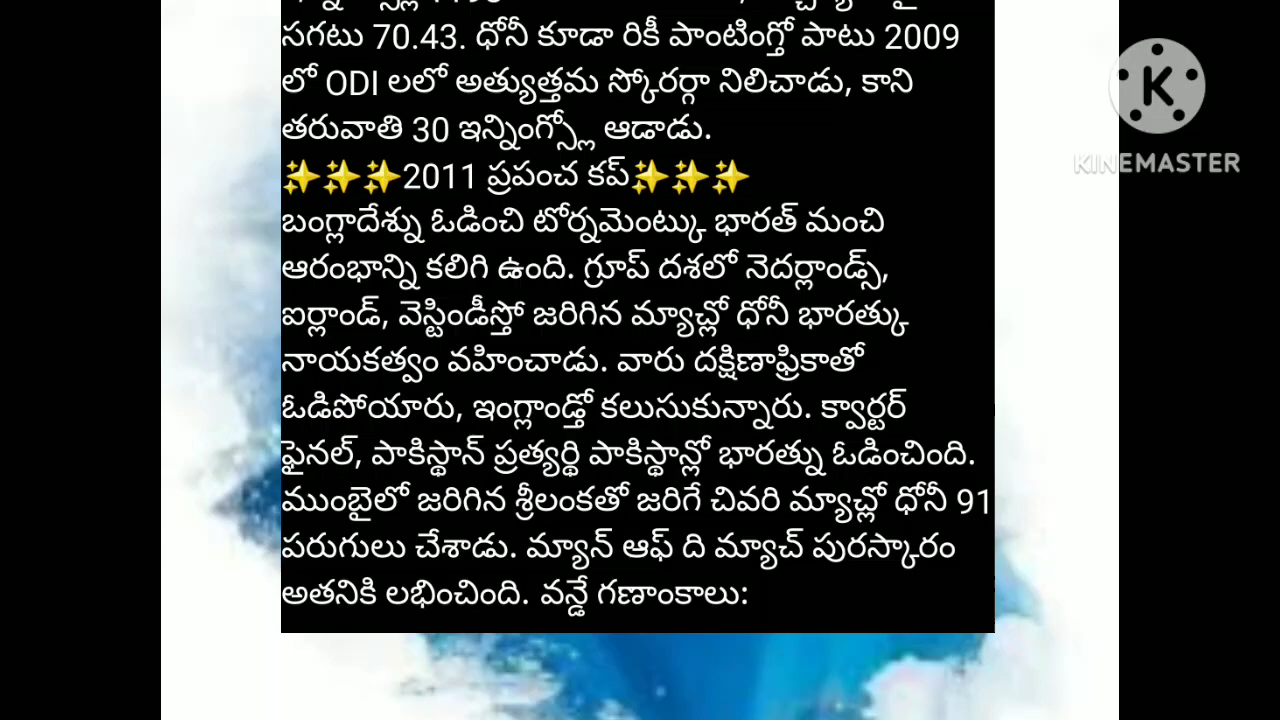 సగటు 70.43. ధోనీ కూడా రికీ పాంటింగ్తో పాటు 2009
లో ODI లలో అత్యుత్తమ స్కోరర్గా నిలిచాడు, కాని
తరువాతి 30 ఇన్నింగ్స్లో ఆడాడు.
✨✨✨2011 ప్రపంచ కప్✨✨✨
బంగ్లాదేశ్ను ఓడించి టోర్నమెంట్కు భారత్ మంచి
ఆరంభాన్ని కలిగి ఉంది. గ్రూప్ దశలో నెదర్లాండ్స్,
ఐర్లాండ్, వెస్టిండీస్తో జరిగిన మ్యాచ్లో ధోనీ భారత్కు
నాయకత్వం వహించాడు. వారు దక్షిణాఫ్రికాతో
ఓడిపోయారు, ఇంగ్లాండ్తో కలుసుకున్నారు. క్వార్టర్
ఫైనల్, పాకిస్థాన్ ప్రత్యర్థి పాకిస్థాన్లో భారత్ను ఓడించింది.
ముంబైలో జరిగిన శ్రీలంకతో జరిగే చివరి మ్యాచ్లో ధోనీ 91
పరుగులు చేశాడు. మ్యాన్ ఆఫ్ ది మ్యాచ్ పురస్కారం
అతనికి లభించింది. వన్డే గణాంకాలు:
K
KINEMASTER